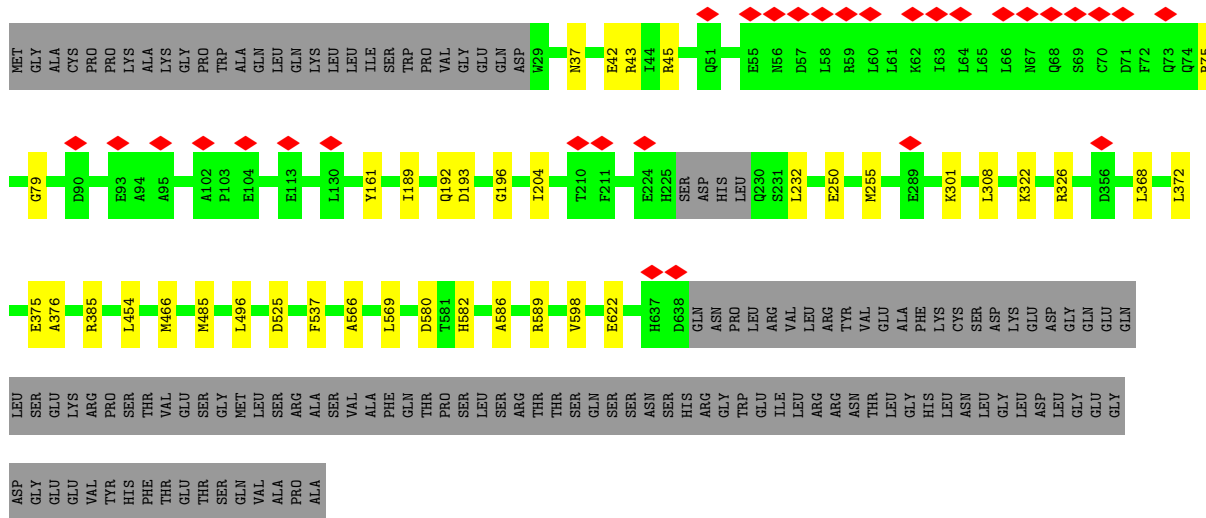 MET GLY ALA CYS PRO PRO LYS ALA LYS GLY PRO TRP ALA GLN LEU GLN LYS LEU LEU ILE SER TRP PRO VAL GLY GLU GLN ASP W29 N37 E42 R43 I44 R45 Q51 E55 N56 D57 L58 R59 L60 L61 K62 I63 L64 L65 L66 N67 Q68 S69 C70 D71 F72 Q73 Q74 R75
G79 D90 E93 A94 A95 A102 P103 E104 E113 L130 Y161 I189 Q192 D193 G196 I204 T210 F211 E224 H225 SER ASP HIS LEU Q230 S231 L232 E250 M255 E289 K301 L308 K322 R326 D356 L368 L372
E375 A376 R385 L454 M466 M485 L496 D525 F537 A566 L569 D580 T581 H582 A586 R589 V598 E622 H637 D638 GLN ASN PRO LEU ARG VAL LEU ARG TYR VAL GLU ALA PHE LYS CYS SER ASP LYS GLU ASP GLY GLN GLU GLN
LEU SER GLU LYS ARG PRO SER THR VAL GLU SER GLY MET LEU SER ARG ALA SER VAL ALA PHE GLN THR PRO SER LEU SER ARG THR THR SER GLN SER SER ASN SER HIS ARG GLY TRP GLU ILE LEU ARG ARG ASN THR LEU GLY HIS LEU ASN LEU GLY LEU ASP LEU GLY GLU GLY
ASP GLY GLU GLU VAL TYR HIS PHE THR GLU THR SER GLN VAL ALA PRO ALA